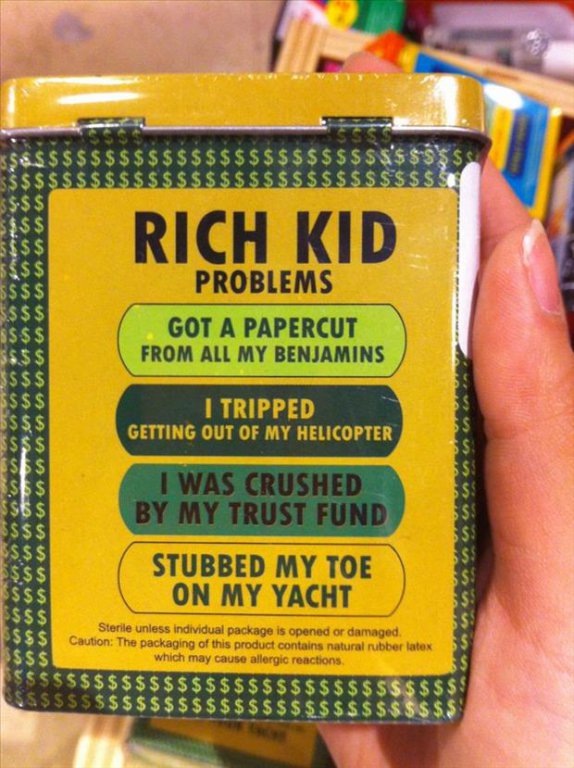 RICH KID
PROBLEMS
GOT A PAPERCUT
FROM ALL MY BENJAMINS
I TRIPPED
GETTING OUT OF MY HELICOPTER
I WAS CRUSHED
BY MY TRUST FUND
STUBBED MY TOE
ON MY YACHT
Sterile unless individual package is opened or damaged.
Caution: The packaging of this product contains natural rubber latex
which may cause allergic reactions.